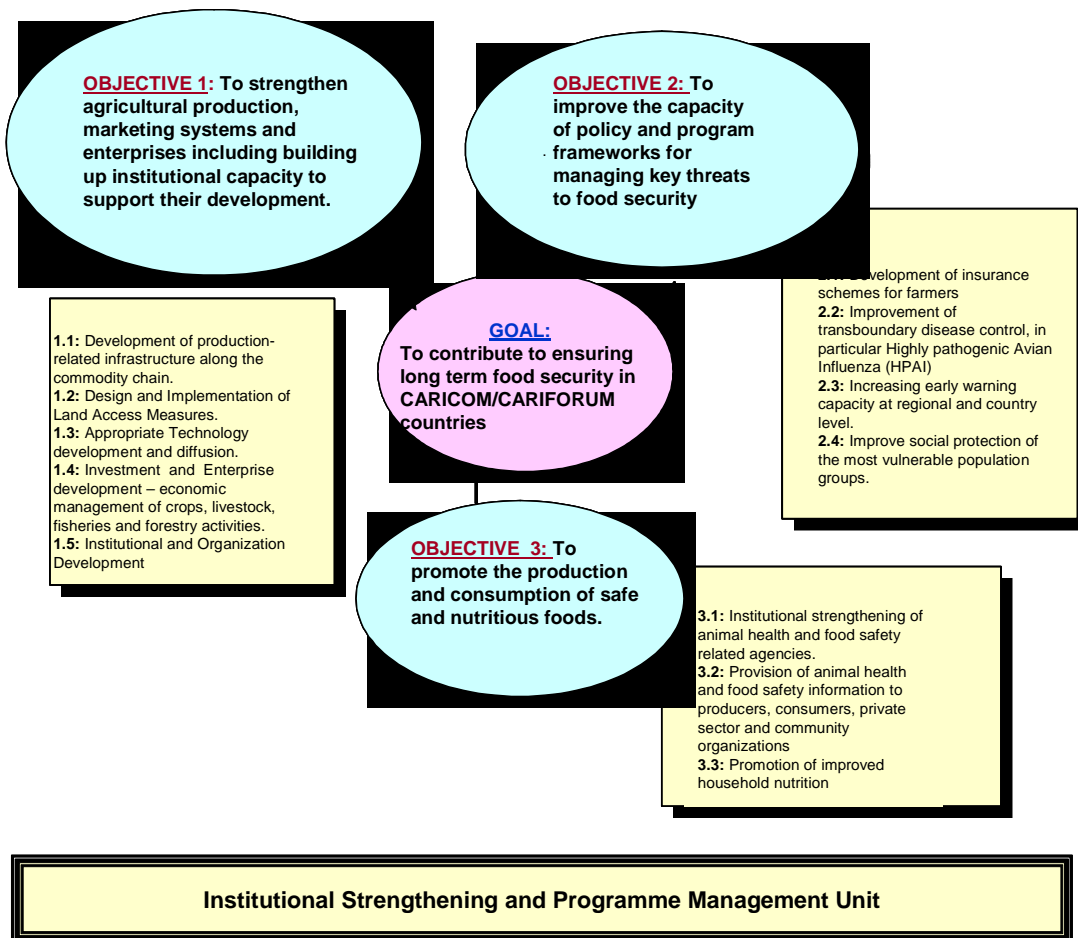 OBJECTIVE 1: To strengthen
agricultural production,
marketing systems and
enterprises including building
up institutional capacity to
support their development.
OBJECTIVE 2: To
improve the capacity
of policy and program
. frameworks for
managing key threats
to food security
GOAL:
To contribute to ensuring
long term food security in
CARICOM/CARIFORUM
countries
1.1: Development of production-
related infrastructure along the
commodity chain.
1.2: Design and Implementation of
Land Access Measures.
1.3: Appropriate Technology
development and diffusion.
1.4: Investment and Enterprise
development – economic
management of crops, livestock,
fisheries and forestry activities.
1.5: Institutional and Organization
Development
of insurance
schemes for farmers
2.2: Improvement of
transboundary disease control, in
particular Highly pathogenic Avian
Influenza (HPAI)
2.3: Increasing early warning
capacity at regional and country
level.
2.4: Improve social protection of
the most vulnerable population
groups.
OBJECTIVE 3: To
promote the production
and consumption of safe
and nutritious foods.
3.1: Institutional strengthening of
animal health and food safety
related agencies.
3.2: Provision of animal health
and food safety information to
producers, consumers, private
sector and community
organizations
3.3: Promotion of improved
household nutrition
Institutional Strengthening and Programme Management Unit